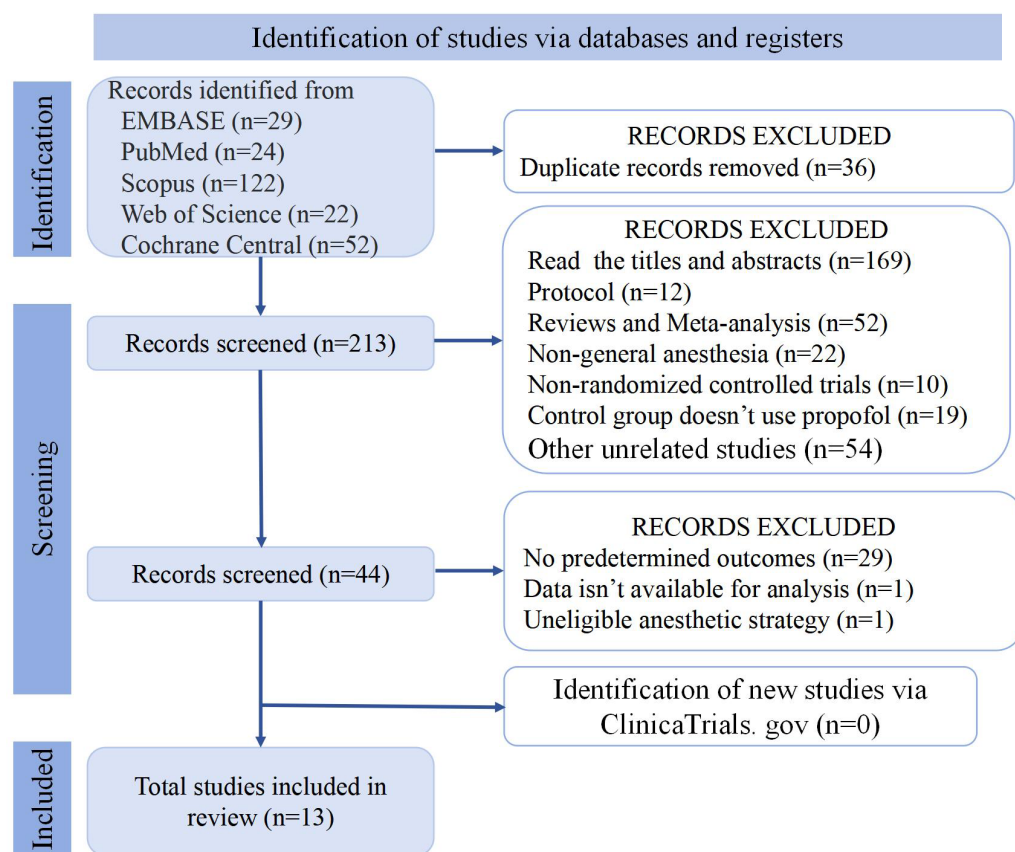 Identification of studies via databases and registers
Identification
Records identified from
EMBASE (n=29)
PubMed (n=24)
Scopus (n=122)
Web of Science (n=22)
Cochrane Central (n=52)
RECORDS EXCLUDED
Duplicate records removed (n=36)
Screening
Records screened (n=213)
RECORDS EXCLUDED
Read the titles and abstracts (n=169)
Protocol (n=12)
Reviews and Meta-analysis (n=52)
Non-general anesthesia (n=22)
Non-randomized controlled trials (n=10)
Control group doesn't use propofol (n=19)
Other unrelated studies (n=54)
Records screened (n=44)
RECORDS EXCLUDED
No predetermined outcomes (n=29)
Data isn't available for analysis (n=1)
Uneligible anesthetic strategy (n=1)
Identification of new studies via
ClinicaTrials. gov (n=0)
Included
Total studies included in
review (n=13)